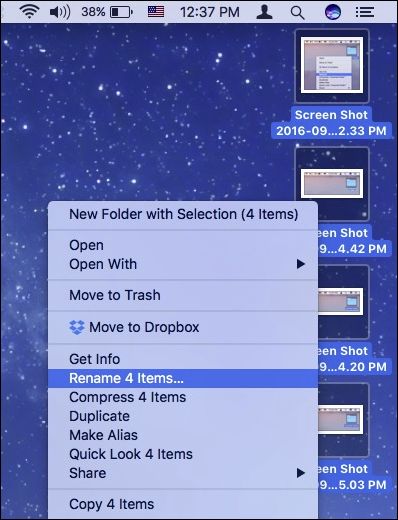 38% 12:37 PM
Screen Shot
2016-09...2.33 PM
New Folder with Selection (4 Items)
Open
Open With
Move to Trash
Move to Dropbox
Get Info
Rename 4 Items...
Compress 4 Items
Duplicate
Make Alias
Quick Look 4 Items
Share
Copy 4 Items
een Shot
09...4.42 PM
een Shot
09...4.20 PM
een Shot
09...5.03 PM